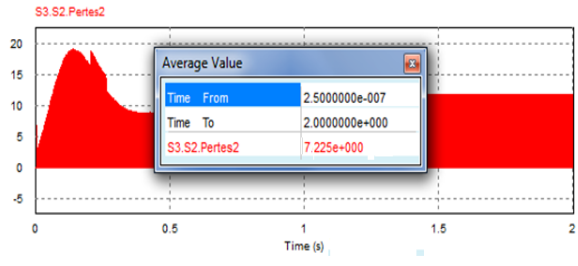 S3.S2.Pertes2
20
15
10
5
0
-5
Average Value
Time From 2.5000000e-007
Time To 2.0000000e+000
S3.S2.Pertes2 7.225e+000
0 0.5 1 1.5 2
Time (s)